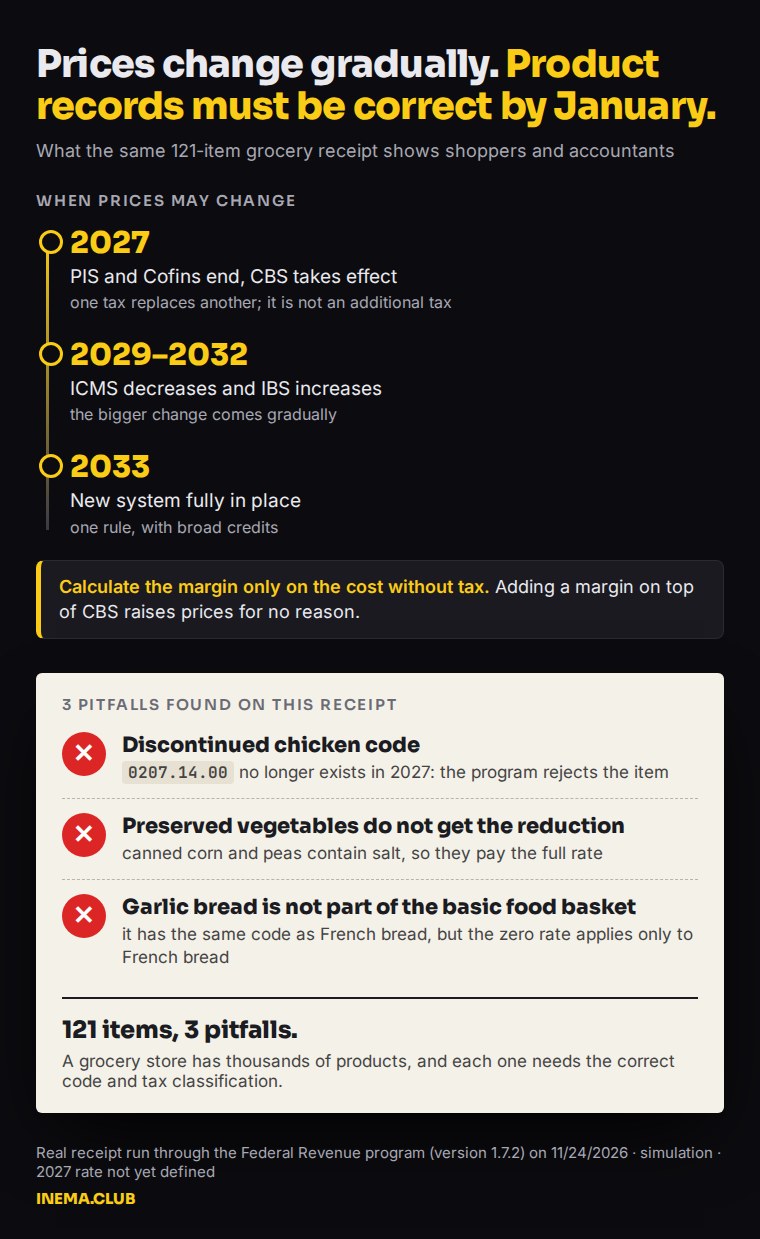 Prices change gradually. Product
records must be correct by January.
What the same 121-item grocery receipt shows shoppers and accountants
WHEN PRICES MAY CHANGE
2027
PIS and Cofins end, CBS takes effect
one tax replaces another; it is not an additional tax
2029–2032
ICMS decreases and IBS increases
the bigger change comes gradually
2033
New system fully in place
one rule, with broad credits
Calculate the margin only on the cost without tax. Adding a margin on top
of CBS raises prices for no reason.
3 PITFALLS FOUND ON THIS RECEIPT
Discontinued chicken code
0207.14.00 no longer exists in 2027: the program rejects the item
Preserved vegetables do not get the reduction
canned corn and peas contain salt, so they pay the full rate
Garlic bread is not part of the basic food basket
it has the same code as French bread, but the zero rate applies only to
French bread
121 items, 3 pitfalls.
A grocery store has thousands of products, and each one needs the correct
code and tax classification.
Real receipt run through the Federal Revenue program (version 1.7.2) on 11/24/2026 · simulation ·
2027 rate not yet defined
INEMA.CLUB